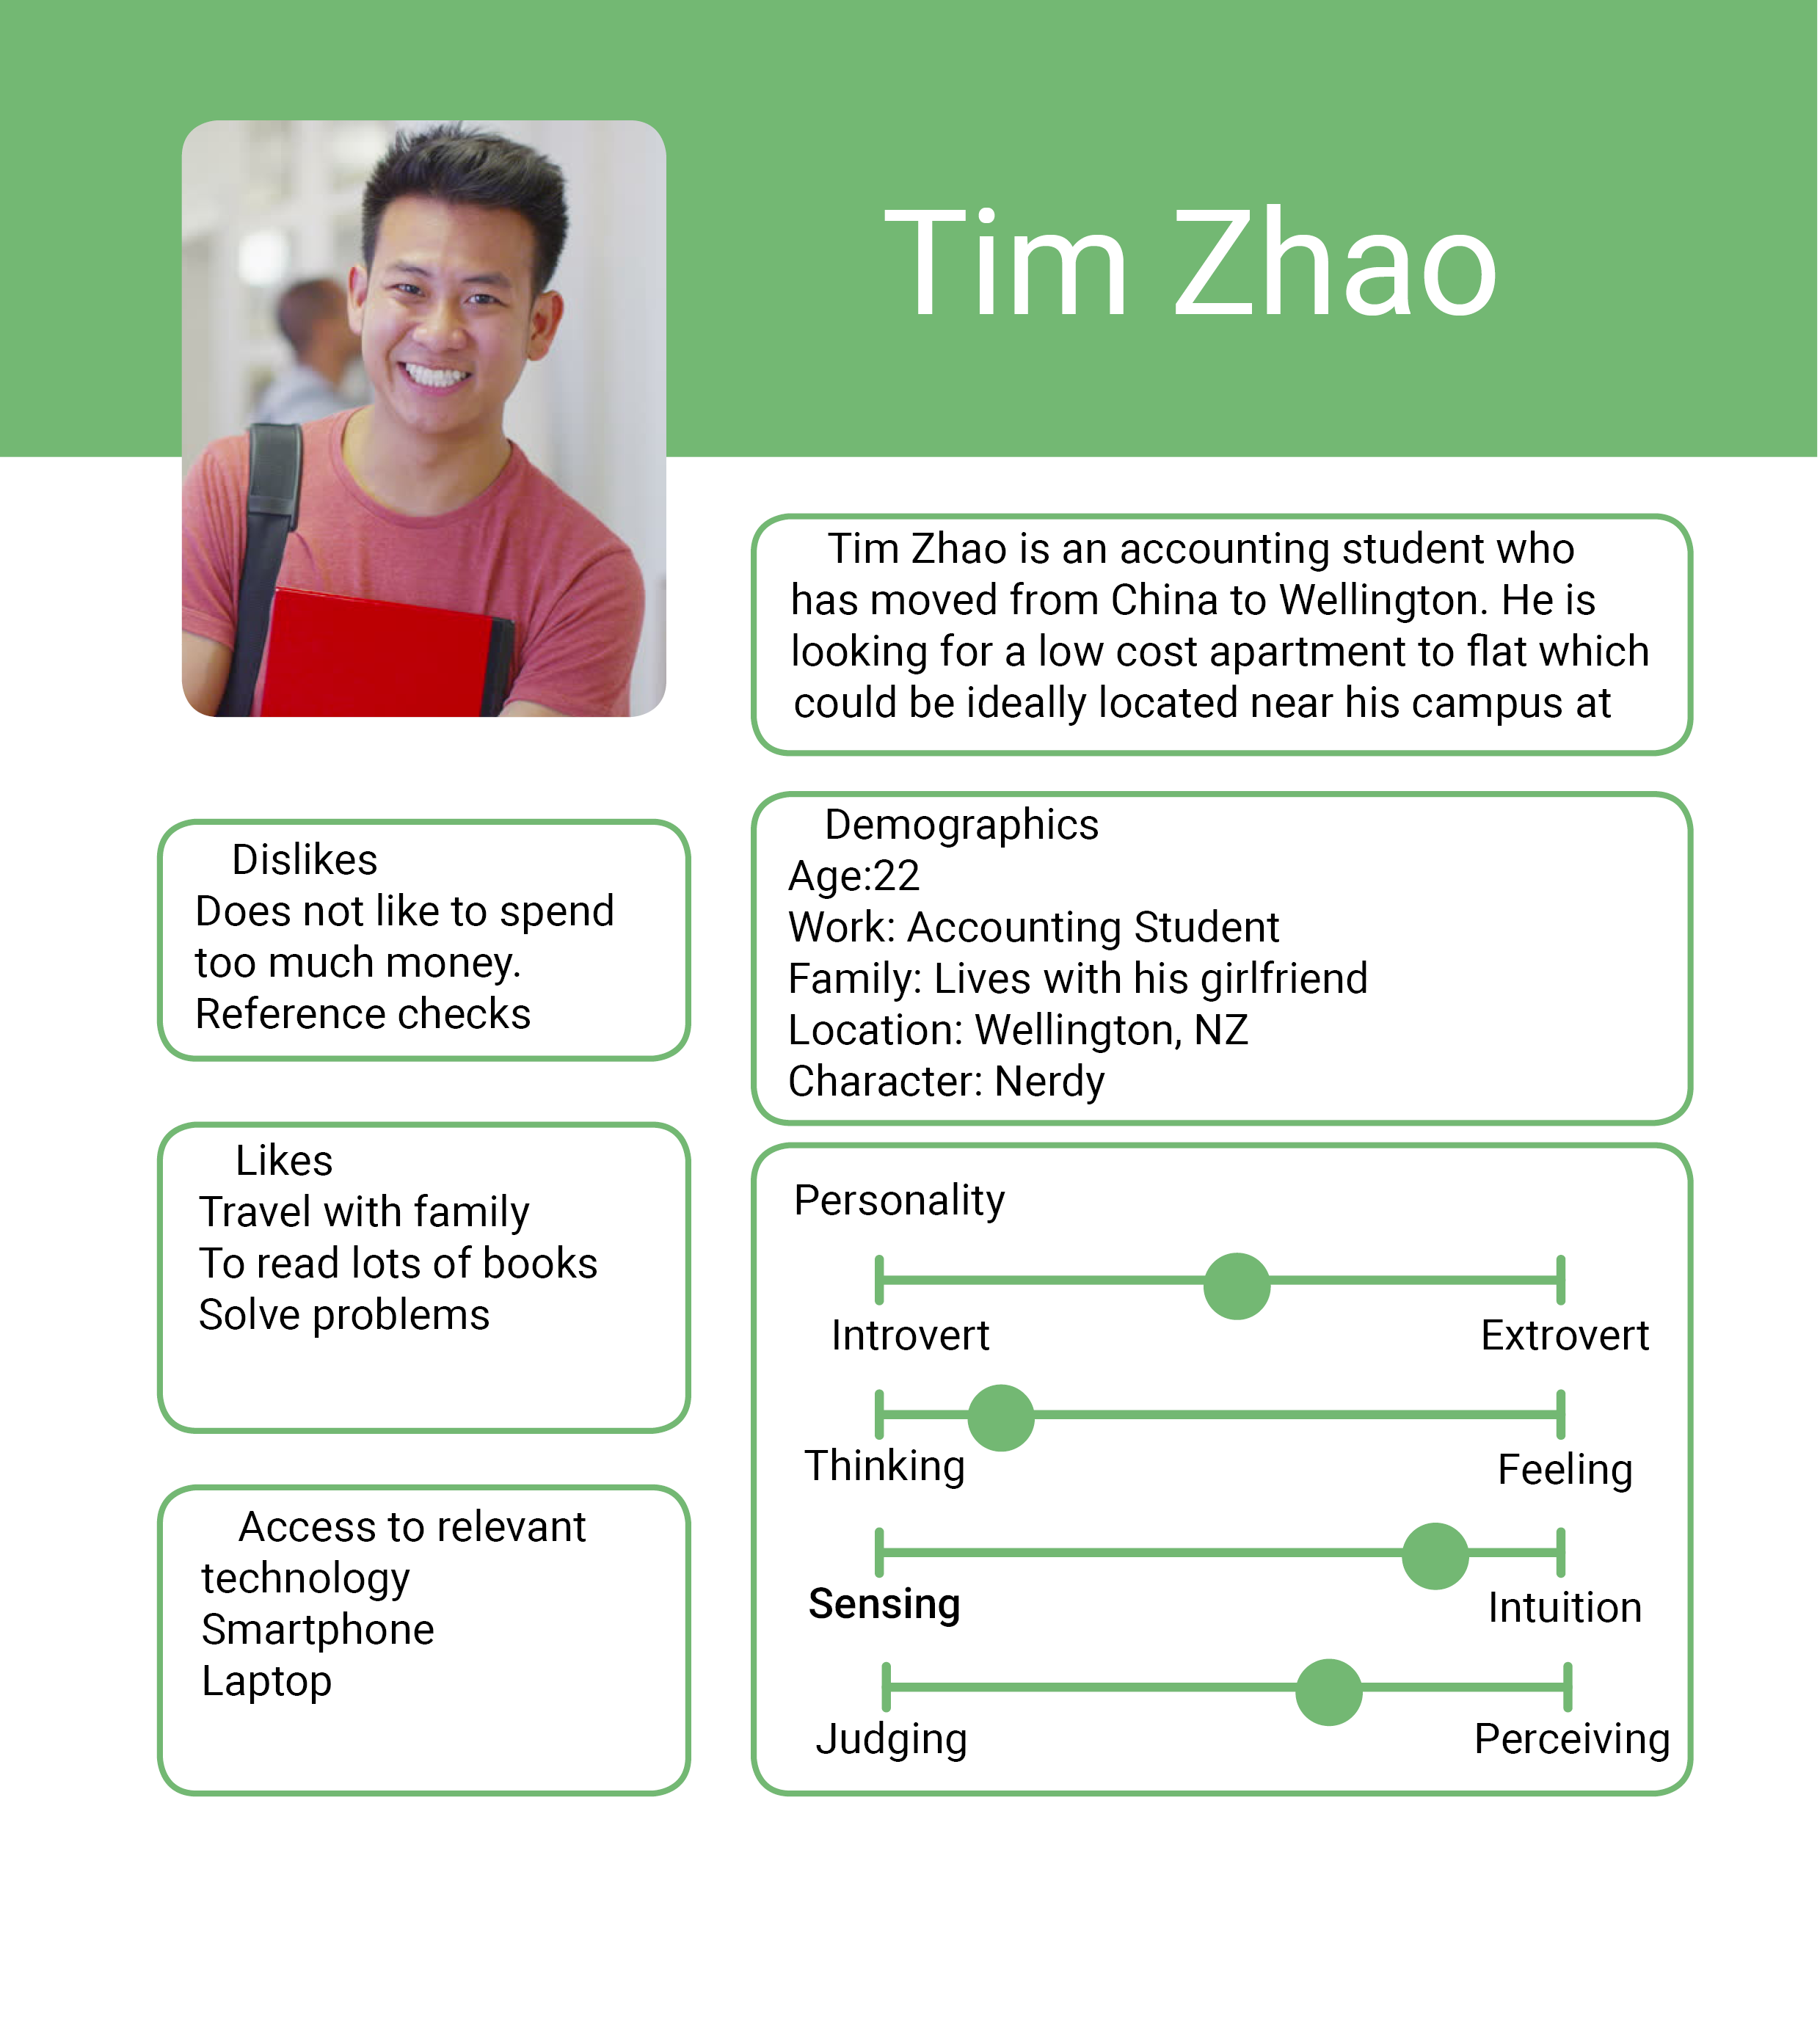 Tim Zhao
Tim Zhao is an accounting student who
has moved from China to Wellington. He is
looking for a low cost apartment to flat which
could be ideally located near his campus at
Dislikes
Does not like to spend
too much money.
Reference checks
Likes
Travel with family
To read lots of books
Solve problems
Access to relevant
technology
Smartphone
Laptop
Demographics
Age:22
Work: Accounting Student
Family: Lives with his girlfriend
Location: Wellington, NZ
Character: Nerdy
Personality
Introvert Extrovert
Thinking Feeling
Sensing Intuition
Judging Perceiving